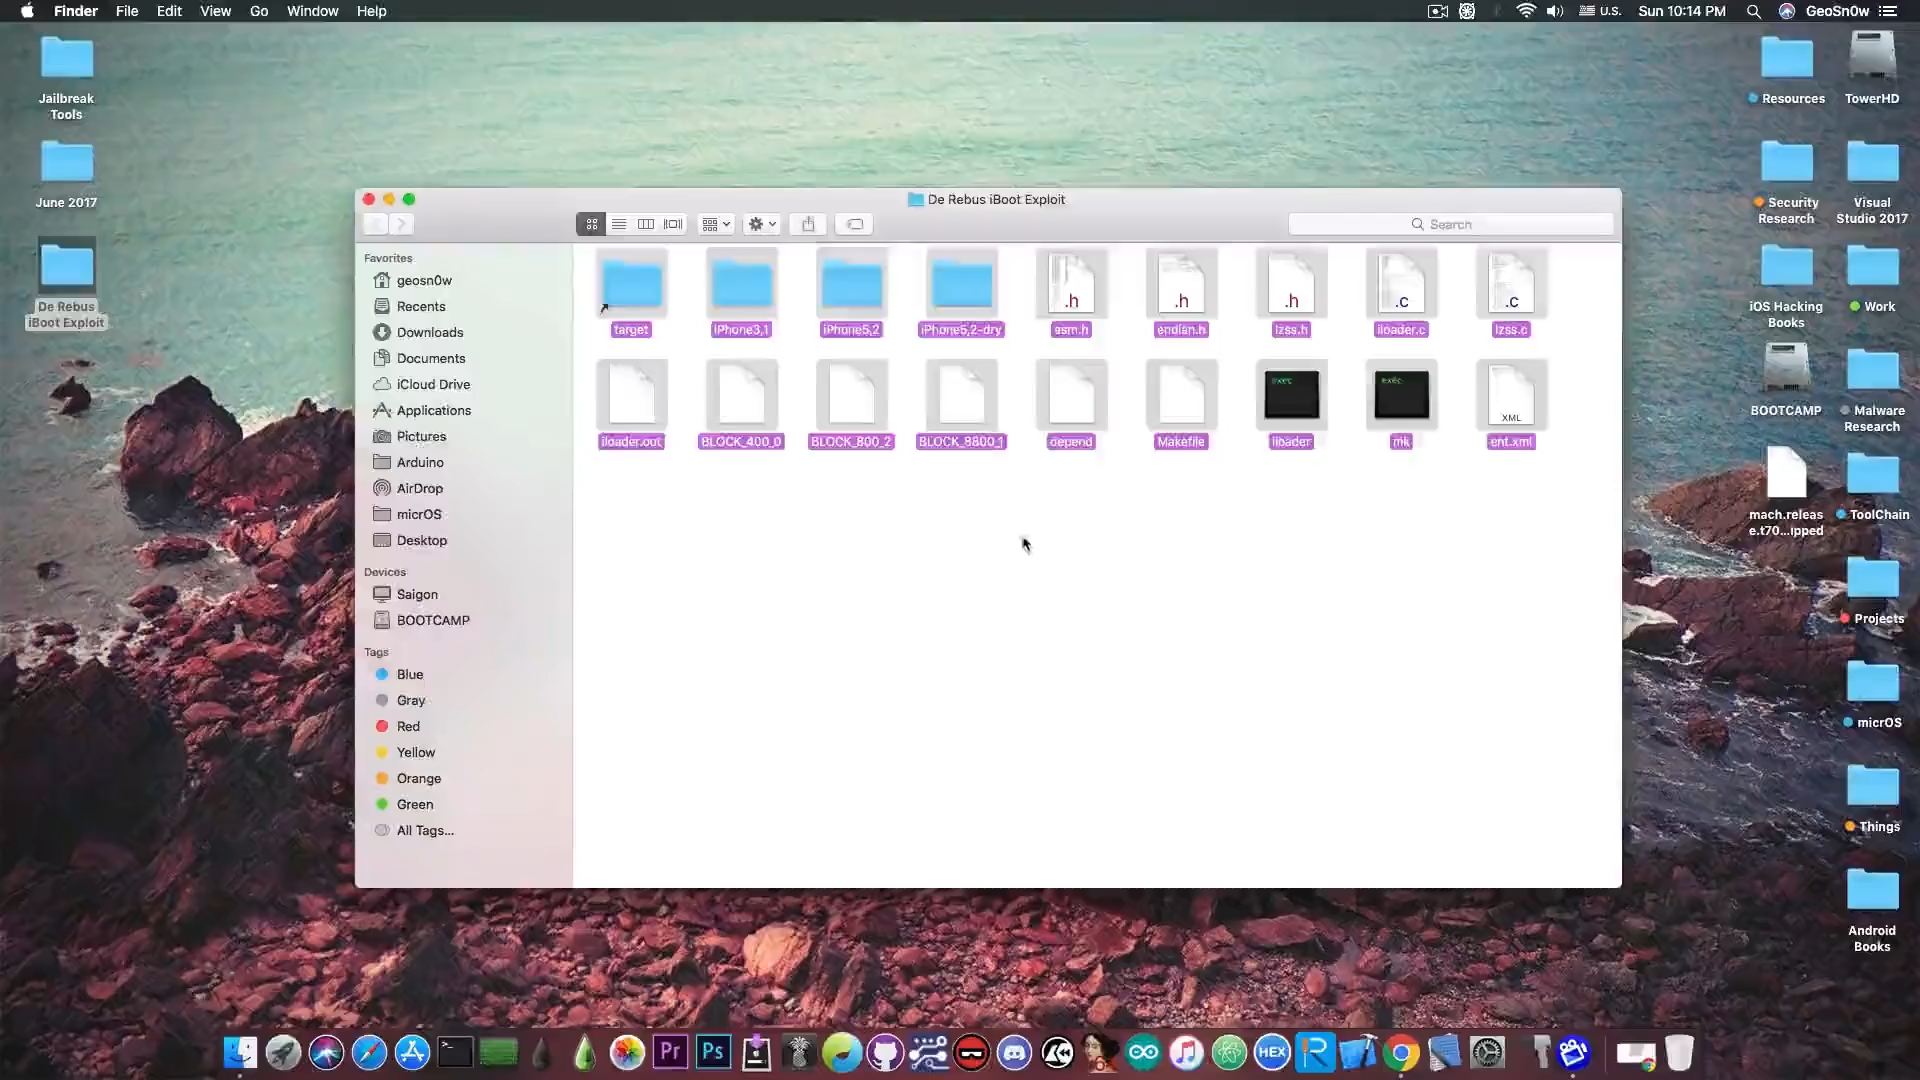 Finder File Edit View Go Window Help
U.S. Sun 10:14 PM GeoSn0w
Jailbreak
Tools
June 2017
De Rebus
iBoot Exploit
De Rebus iBoot Exploit
Search
Favorites
geosn0w
Recents
Downloads
Documents
iCloud Drive
Applications
Pictures
Arduino
AirDrop
micrOS
Desktop
Devices
Saigon
BOOTCAMP
Tags
Blue
Gray
Red
Yellow
Orange
Green
All Tags...
.h .h .h .c .c
target iPhone3,1 iPhone5,2 iPhone5,2-dry asm.h endian.h lzss.h iloader.c lzss.c
exec exec XML
iloader.out BLOCK_400_0 BLOCK_800_2 BLOCK_8800_1 depend Makefile iloader mk ent.xml
Resources TowerHD
Security
Research
Visual
Studio 2017
iOS Hacking
Books
Work
BOOTCAMP
Malware
Research
mach.releas
e.t70...ipped
ToolChain
Projects
micrOS
Things
Android
Books
Pr Ps HEX